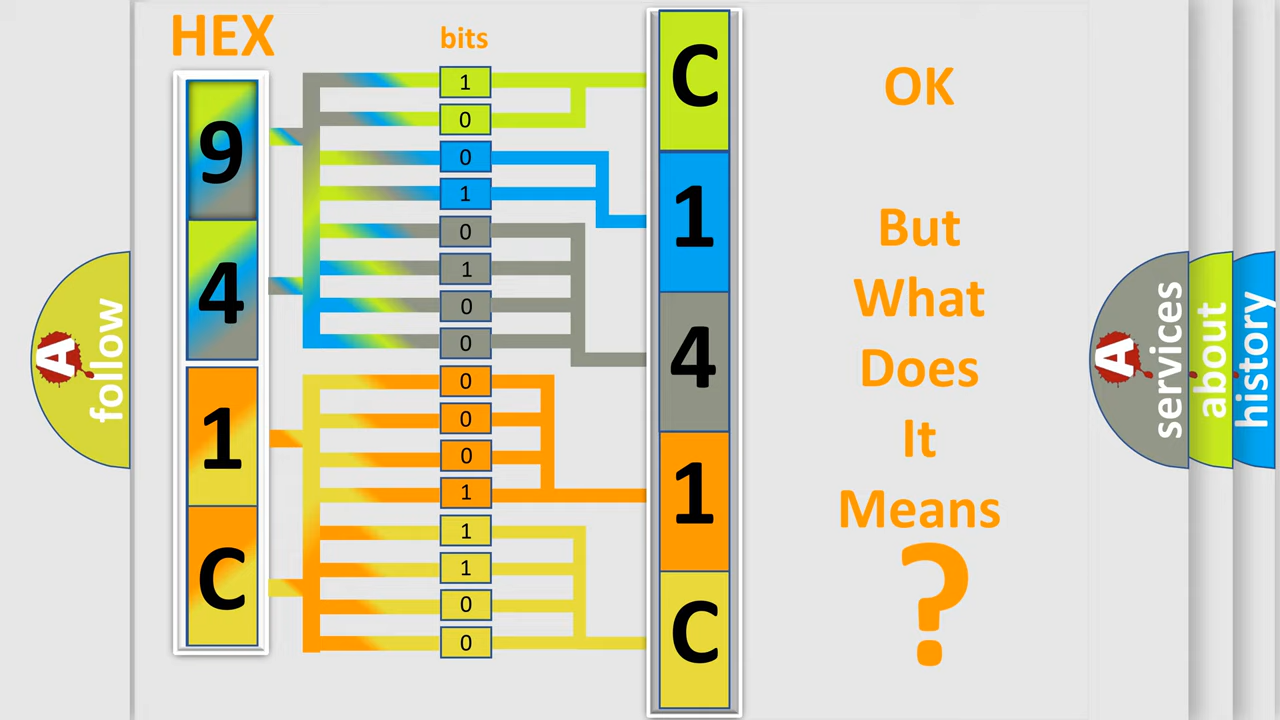 HEX
bits
9
4
1
C
1
0
0
1
0
1
0
0
0
0
0
1
1
1
0
0
C
1
4
1
C
OK
But
What
Does
It
Means
?
A
follow
A
services
about
history